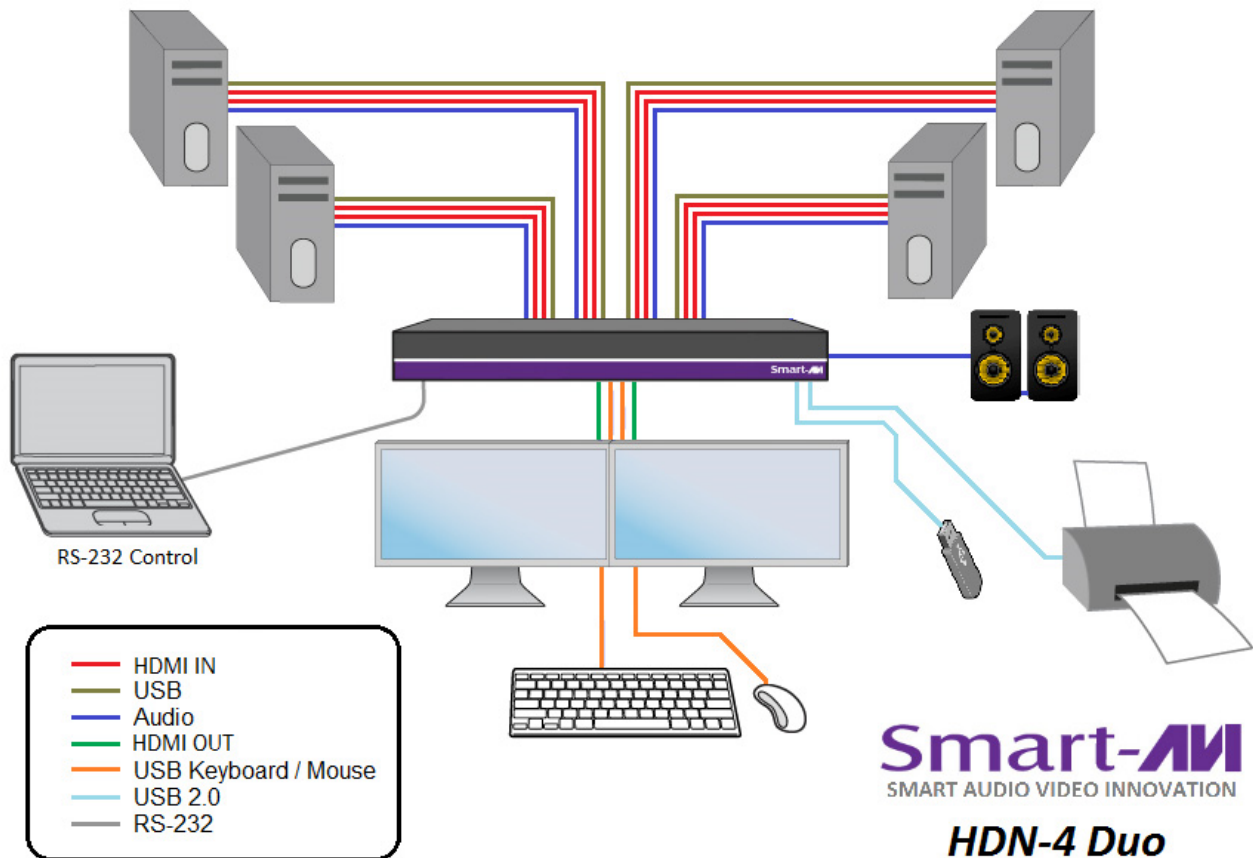 Smart-AVI
RS-232 Control
HDMI IN
USB
Audio
HDMI OUT
USB Keyboard / Mouse
USB 2.0
RS-232
Smart-AVI
SMART AUDIO VIDEO INNOVATION
HDN-4 Duo